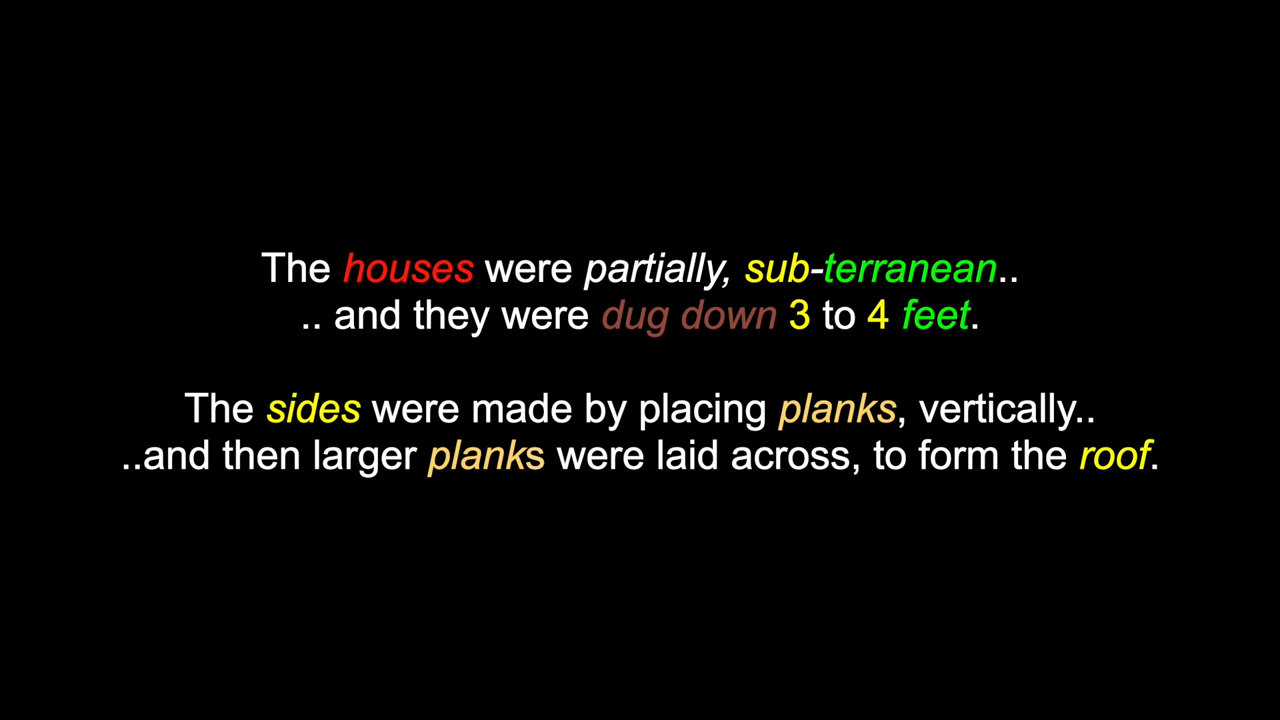 The houses were partially, sub-terranean..
.. and they were dug down 3 to 4 feet.
The sides were made by placing planks, vertically..
..and then larger planks were laid across, to form the roof.